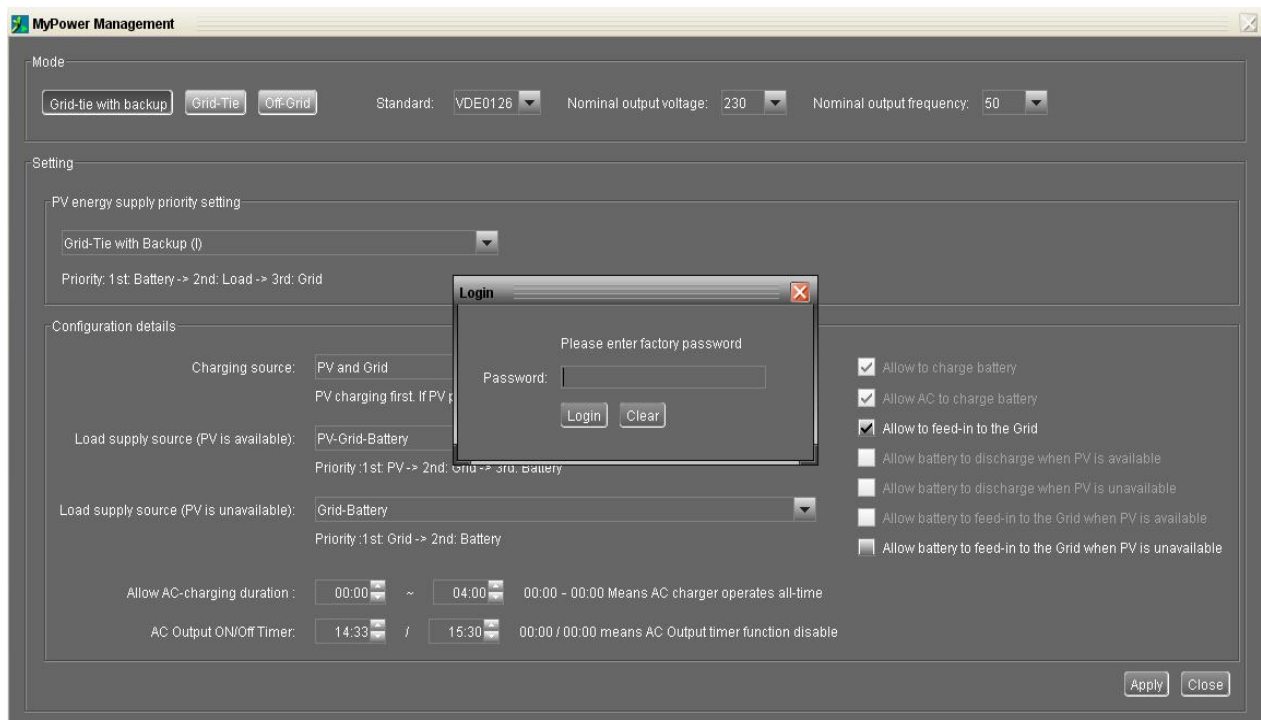 MyPower Management
Mode
Grid-tie with backup Grid-Tie Off-Grid Standard: VDE0126 Nominal output voltage: 230 Nominal output frequency: 50
Setting
PV energy supply priority setting
Grid-Tie with Backup (I)
Priority: 1st: Battery -> 2nd: Load -> 3rd: Grid
Login
Please enter factory password
Password:
Login Clear
Configuration details
Charging source: PV and Grid
PV charging first. If PV
Load supply source (PV is available): PV-Grid-Battery
Priority :1st: PV -> 2nd: Grid -> 3rd: Battery
Load supply source (PV is unavailable): Grid-Battery
Priority :1st: Grid -> 2nd: Battery
Allow to charge battery
Allow AC to charge battery
Allow to feed-in to the Grid
Allow battery to discharge when PV is available
Allow battery to discharge when PV is unavailable
Allow battery to feed-in to the Grid when PV is available
Allow battery to feed-in to the Grid when PV is unavailable
Allow AC-charging duration : 00:00 ~ 04:00 00:00 - 00:00 Means AC charger operates all-time
AC Output ON/Off Timer: 14:33 / 15:30 00:00 / 00:00 means AC Output timer function disable
Apply Close